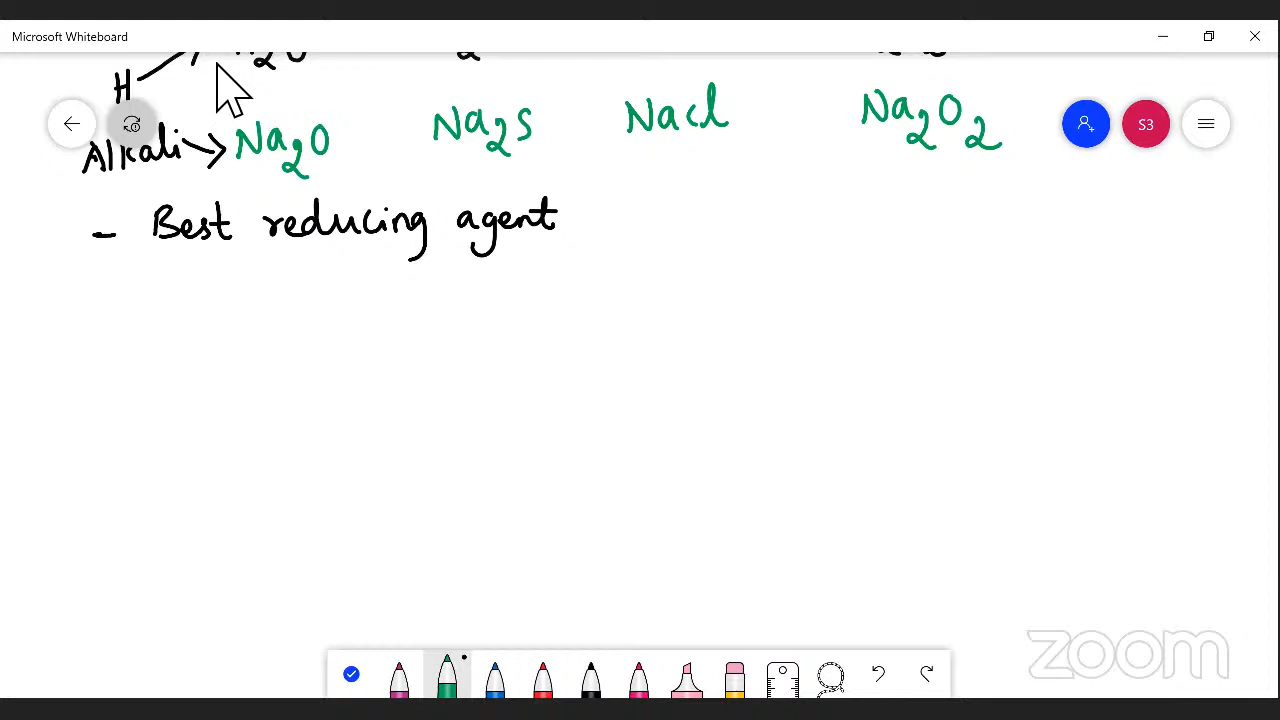 Microsoft Whiteboard
H
Alkali → Na2O Na2S Nacl Na2O2
S3
- Best reducing agent
zoom